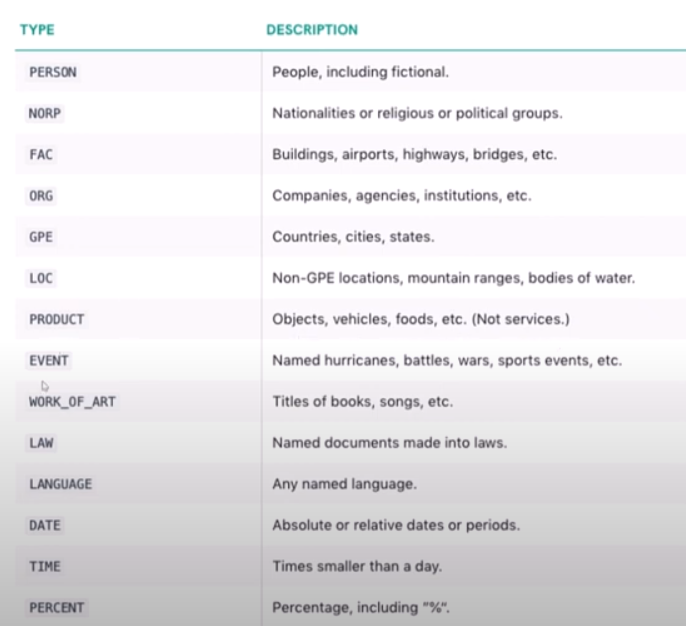 TYPE DESCRIPTION
PERSON People, including fictional.
NORP Nationalities or religious or political groups.
FAC Buildings, airports, highways, bridges, etc.
ORG Companies, agencies, institutions, etc.
GPE Countries, cities, states.
LOC Non-GPE locations, mountain ranges, bodies of water.
PRODUCT Objects, vehicles, foods, etc. (Not services.)
EVENT Named hurricanes, battles, wars, sports events, etc.
WORK_OF_ART Titles of books, songs, etc.
LAW Named documents made into laws.
LANGUAGE Any named language.
DATE Absolute or relative dates or periods.
TIME Times smaller than a day.
PERCENT Percentage, including "%".